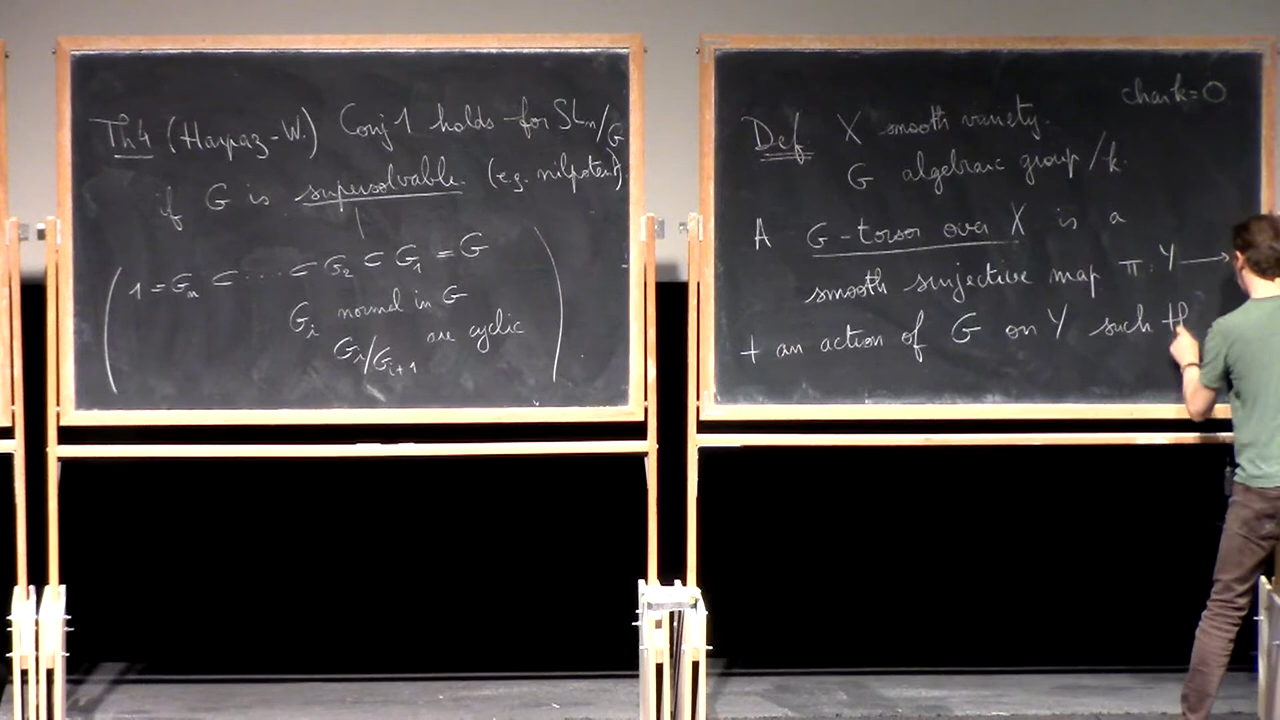 Th 4 (Harpaz-W.) Conj 1 holds for SLn/G
if G is supersolvable. (e.g. nilpotent)
(1 = Gn ⊂ ..... ⊂ G2 ⊂ G1 = G
Gi normal in G
Gi/Gi+1 are cyclic)
char k = 0
Def X smooth variety.
G algebraic group /k.
A G-torsor over X is a
smooth surjective map π: Y →
+ an action of G on Y such th